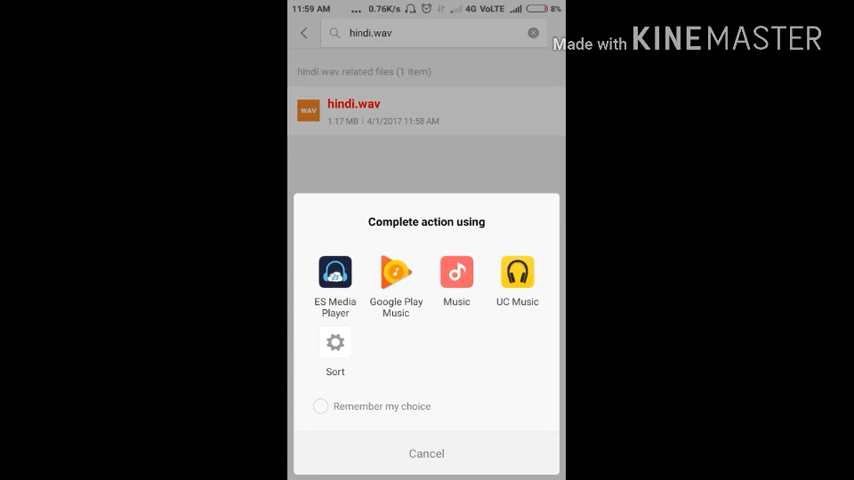 11:59 AM ... 0.76K/s 4G VoLTE 8%
hindi.wav
Made with KINEMASTER
hindi.wav related files (1 item)
WAV
hindi.wav
1.17 MB | 4/1/2017 11:58 AM
Complete action using
ES Media Player
Google Play Music
Music
UC Music
Sort
Remember my choice
Cancel